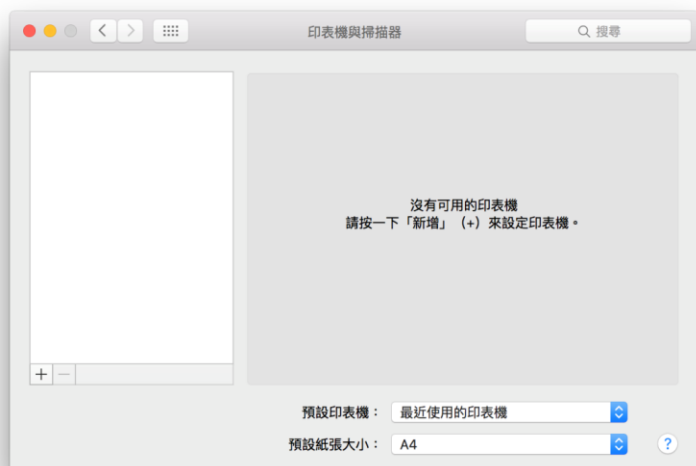 印表機與掃描器
搜尋
沒有可用的印表機
請按一下「新增」（+）來設定印表機。
預設印表機：
最近使用的印表機
預設紙張大小：
A4
?